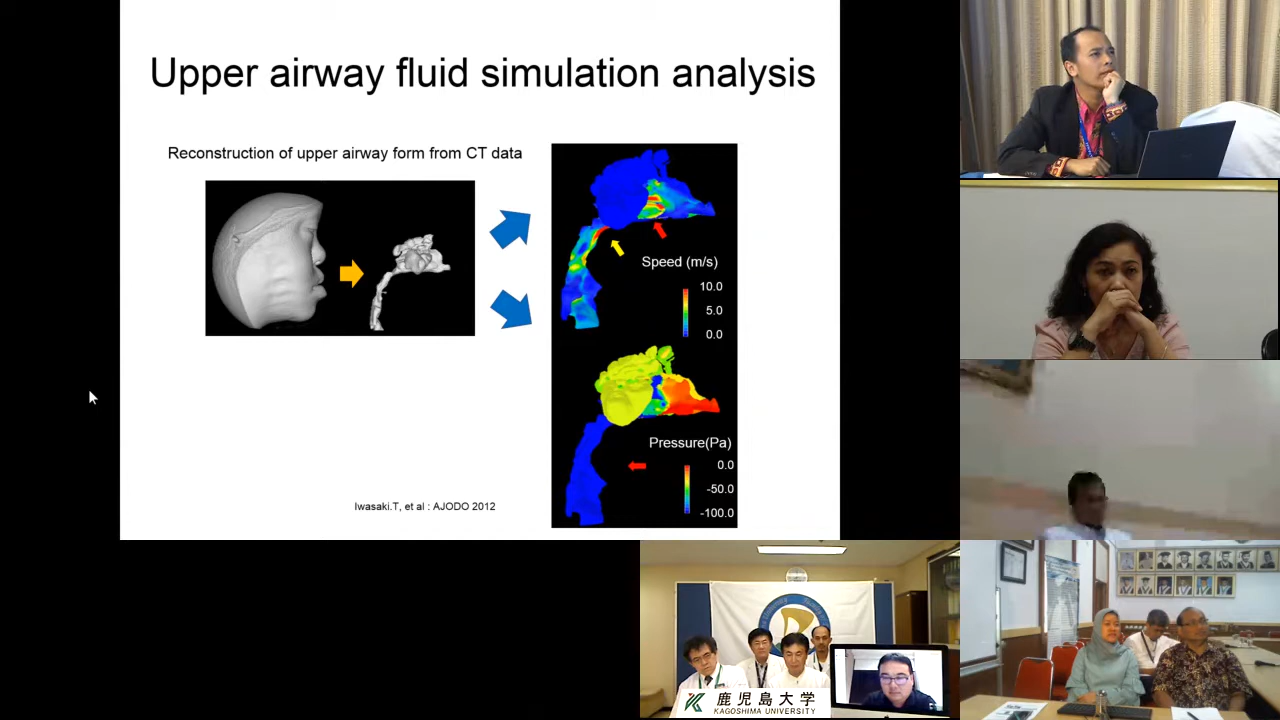 Upper airway fluid simulation analysis
Reconstruction of upper airway form from CT data
Speed (m/s)
10.0
5.0
0.0
Pressure(Pa)
0.0
-50.0
-100.0
Iwasaki.T, et al : AJODO 2012
鹿児島大学
KAGOSHIMA UNIVERSITY